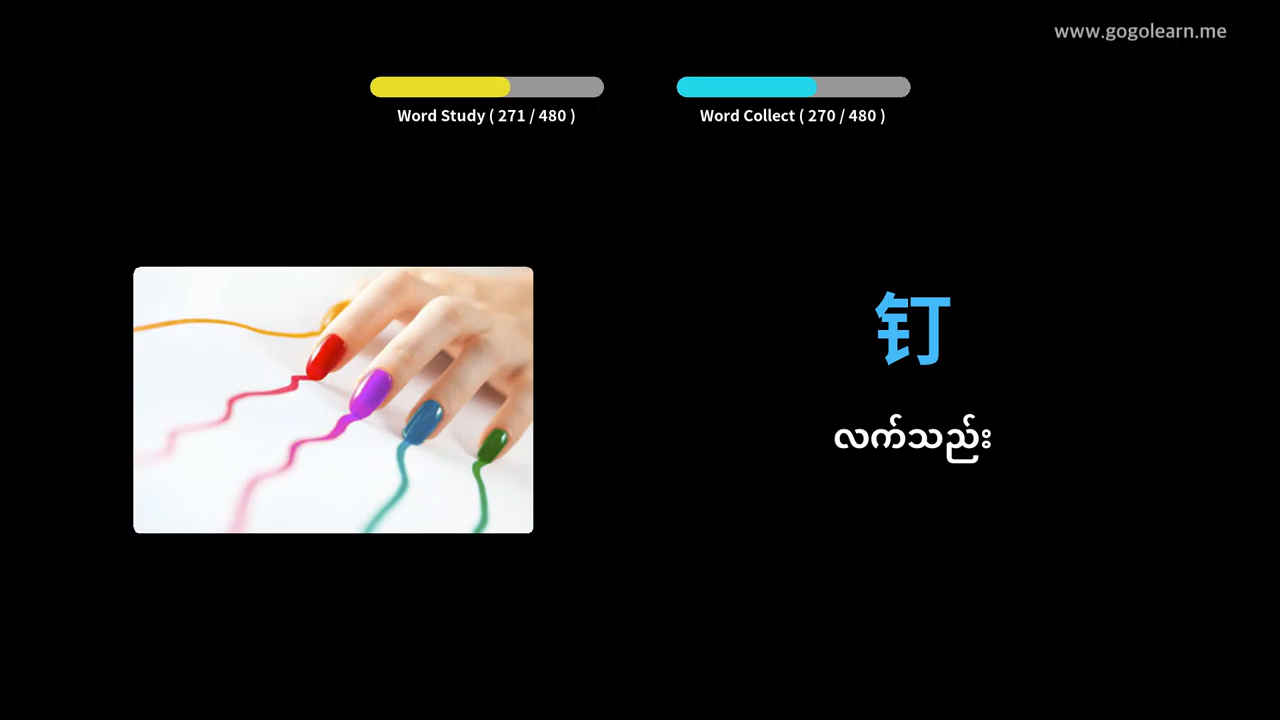 www.gogolearn.me
Word Study ( 271 / 480 )
Word Collect ( 270 / 480 )
钉
လက်သည်း